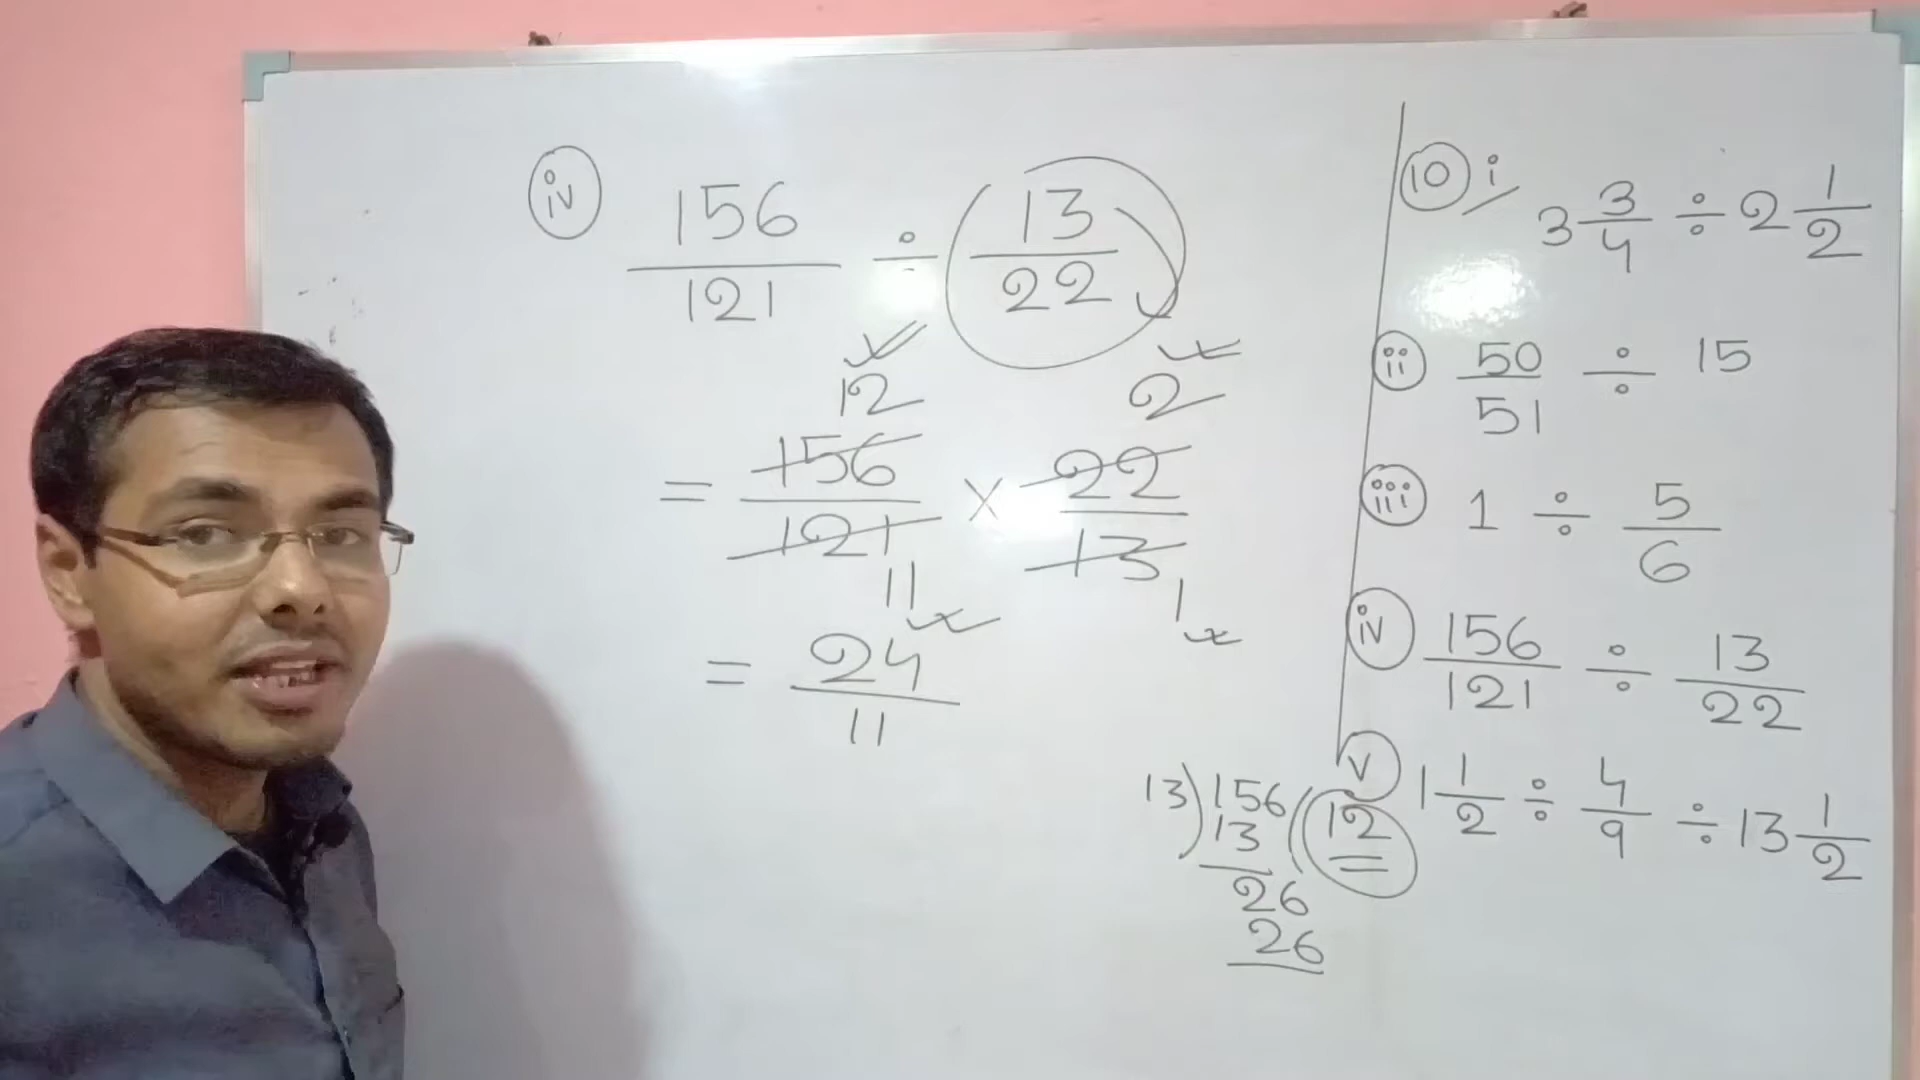 iv 156/121 ÷ 13/22
12 2
= 156/121 × 22/13
11 1
= 24/11
13)156(12
13
26
26
10 i/ 3 3/4 ÷ 2 1/2
ii 50/51 ÷ 15
iii 1 ÷ 5/6
iv 156/121 ÷ 13/22
v 1 1/2 ÷ 4/9 ÷ 13 1/2